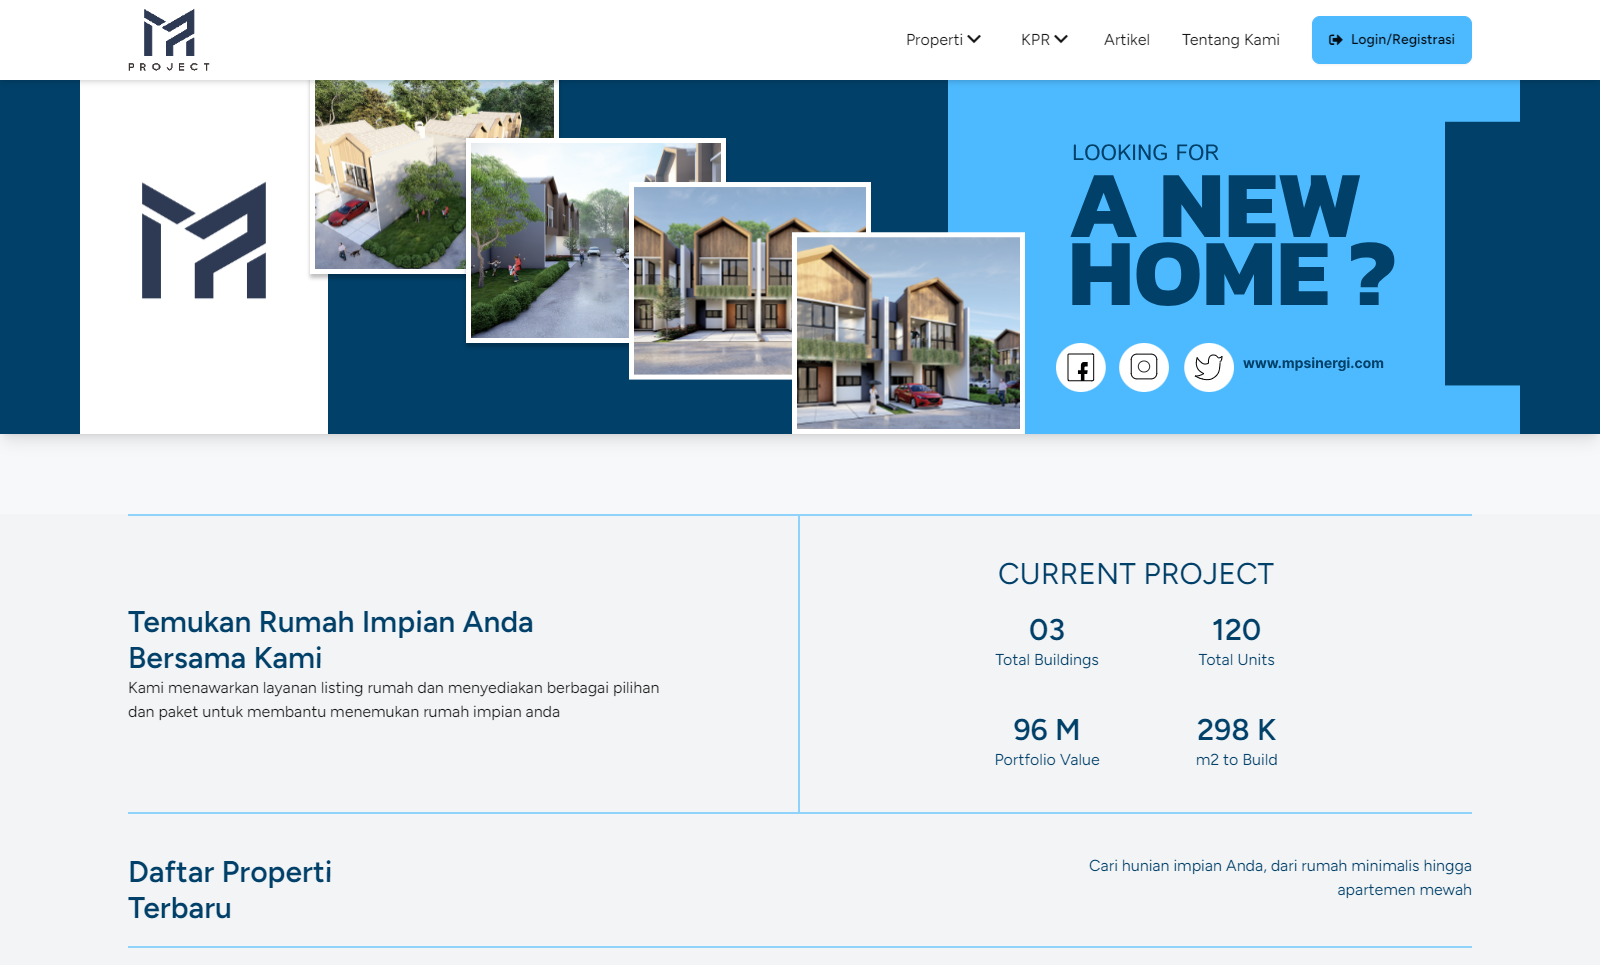 PROJECT
Properti
KPR
Artikel
Tentang Kami
Login/Registrasi
LOOKING FOR
A NEW
HOME ?
www.mpsinergi.com
Temukan Rumah Impian Anda
Bersama Kami
Kami menawarkan layanan listing rumah dan menyediakan berbagai pilihan
dan paket untuk membantu menemukan rumah impian anda
CURRENT PROJECT
03
Total Buildings
120
Total Units
96 M
Portfolio Value
298 K
m2 to Build
Daftar Properti
Terbaru
Cari hunian impian Anda, dari rumah minimalis hingga
apartemen mewah